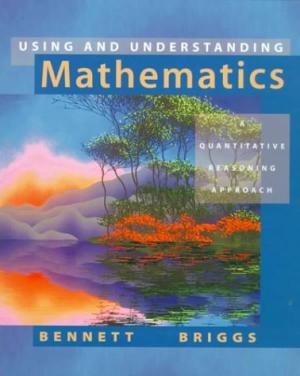 USING AND UNDERSTANDING
Mathematics
A
QUANTITATIVE
REASONING
APPROACH
BENNETT BRIGGS